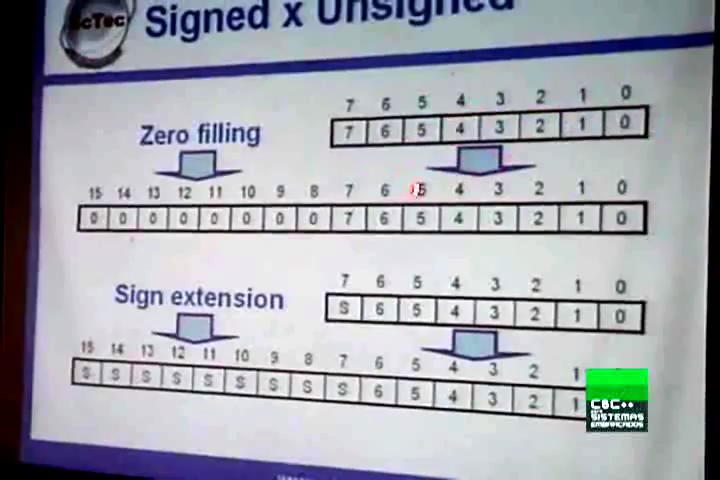 ScTec
Signed x Unsigned
7 6 5 4 3 2 1 0
7 6 5 4 3 2 1 0
Zero filling
15 14 13 12 11 10 9 8 7 6 5 4 3 2 1 0
0 0 0 0 0 0 0 0 7 6 5 4 3 2 1 0
7 6 5 4 3 2 1 0
S 6 5 4 3 2 1 0
Sign extension
15 14 13 12 11 10 9 8 7 6 5 4 3 2 1
S S S S S S S S S 6 5 4 3 2 1
C&C++
SISTEMAS
EMBARCADOS